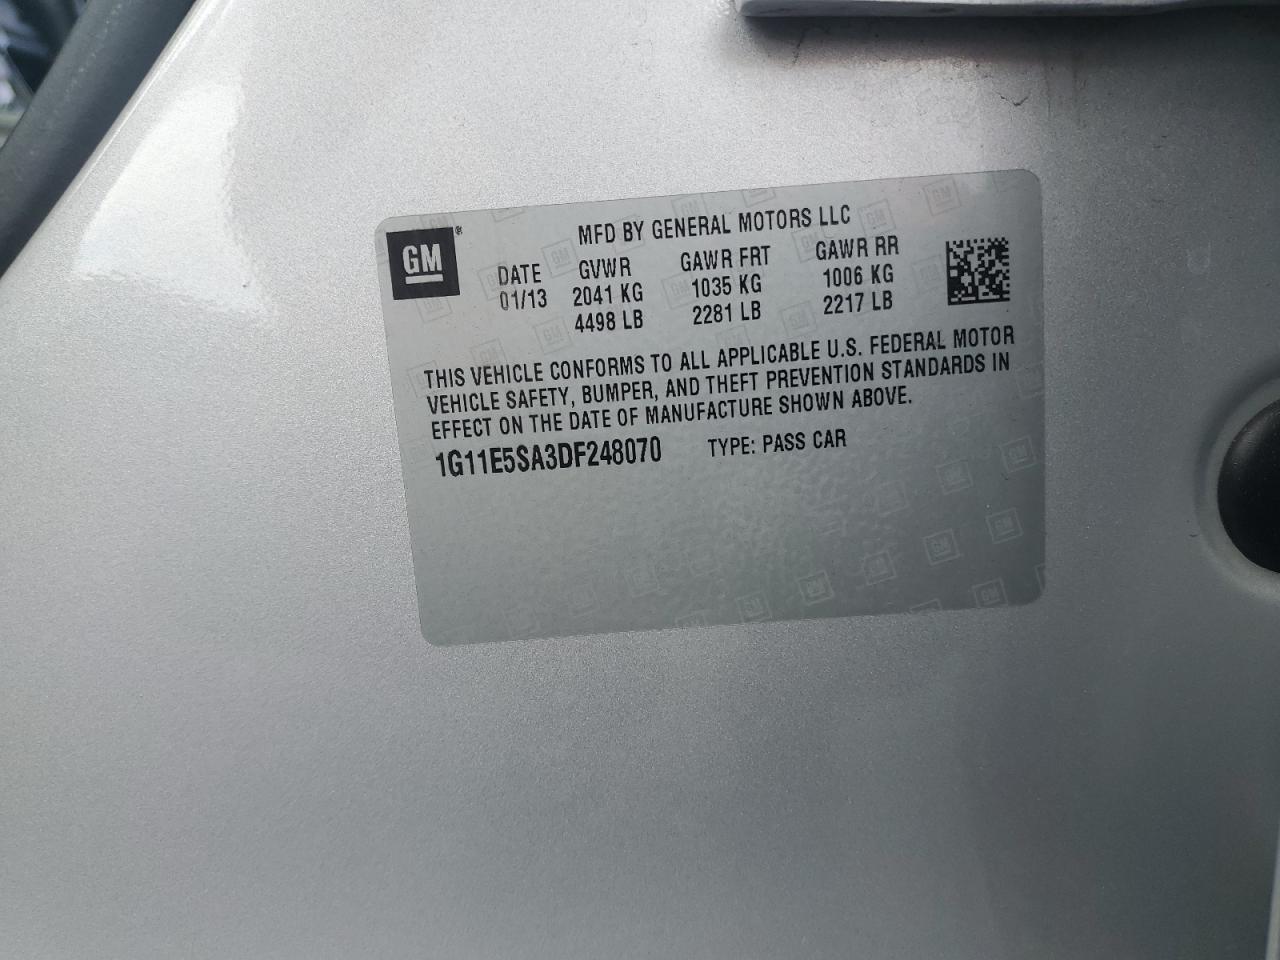 GM®
MFD BY GENERAL MOTORS LLC
DATE GVWR GAWR FRT GAWR RR
01/13 2041 KG 1035 KG 1006 KG
4498 LB 2281 LB 2217 LB
THIS VEHICLE CONFORMS TO ALL APPLICABLE U.S. FEDERAL MOTOR
VEHICLE SAFETY, BUMPER, AND THEFT PREVENTION STANDARDS IN
EFFECT ON THE DATE OF MANUFACTURE SHOWN ABOVE.
1G11E5SA3DF248070 TYPE: PASS CAR